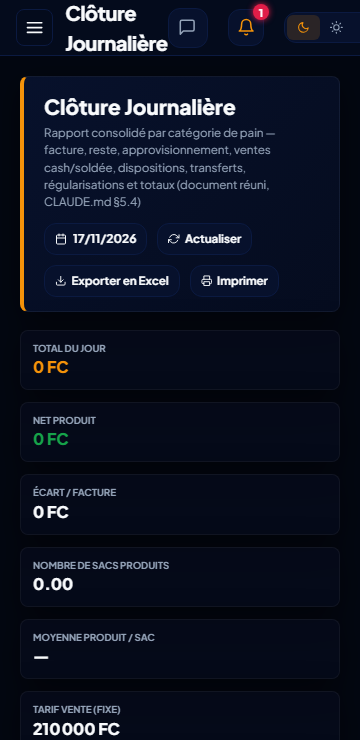 Clôture
Journalière
1
Clôture Journalière
Rapport consolidé par catégorie de pain —
facture, reste, approvisionnement, ventes
cash/soldée, dispositions, transferts,
régularisations et totaux (document réuni,
CLAUDE.md §5.4)
17/11/2026
Actualiser
Exporter en Excel
Imprimer
TOTAL DU JOUR
0 FC
NET PRODUIT
0 FC
ÉCART / FACTURE
0 FC
NOMBRE DE SACS PRODUITS
0.00
MOYENNE PRODUIT / SAC
—
TARIF VENTE (FIXE)
210 000 FC